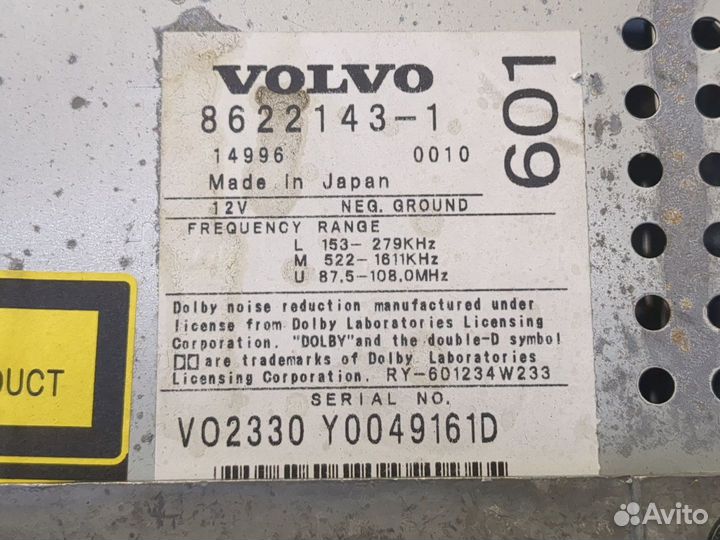 VOLVO
8622143-1
14996 0010
Made in Japan
601
12V NEG. GROUND
FREQUENCY RANGE
L 153-279KHz
M 522-1611KHz
U 87.5-108.0MHz
Dolby noise reduction manufactured under
license from Dolby Laboratories Licensing
Corporation. "DOLBY"and the double-D symbol
are trademarks of Dolby Laboratories
Licensing Corporation. RY-601234W233
SERIAL NO.
VO2330 Y0049161D
DUCT
Avito